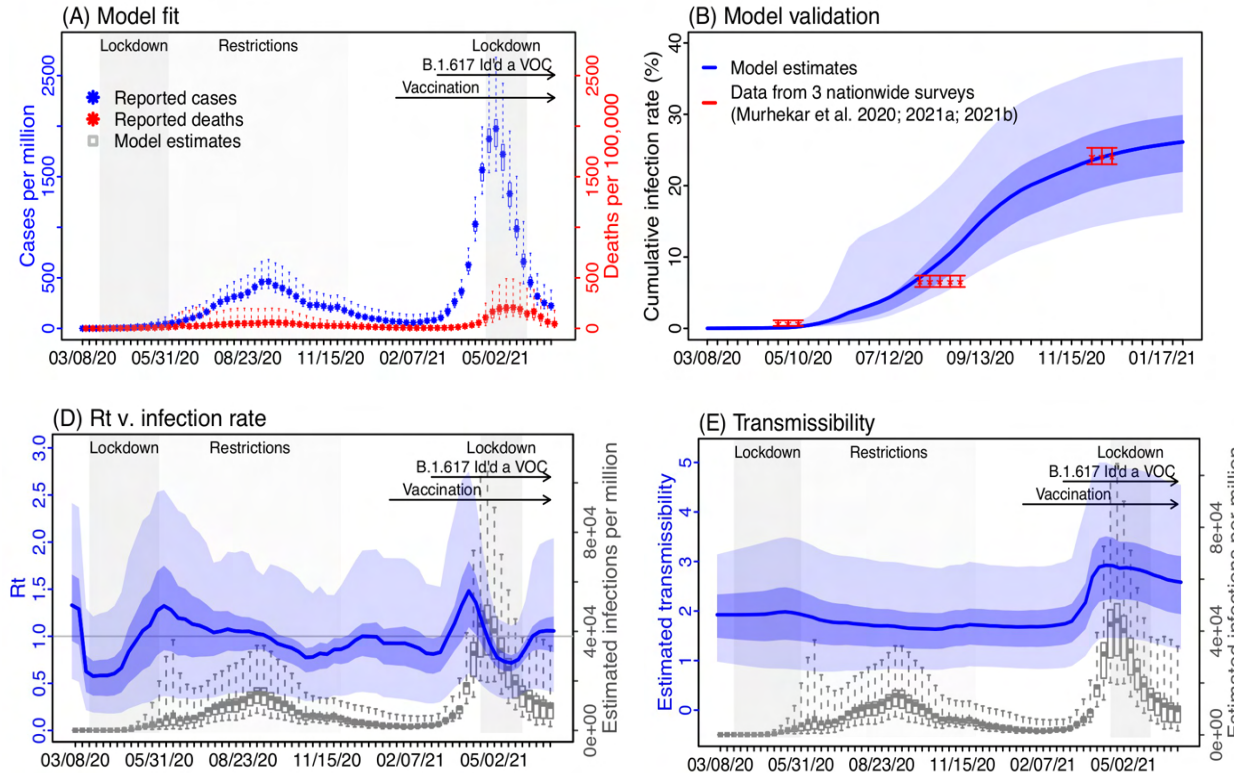 (A) Model fit
Lockdown
Restrictions
Lockdown
B.1.617 Id'd a VOC
Vaccination
Reported cases
Reported deaths
Model estimates
Cases per million
0
500
1500
2500
Deaths per 100,000
0
500
1500
2500
03/08/20 05/31/20 08/23/20 11/15/20 02/07/21 05/02/21
(B) Model validation
Model estimates
Data from 3 nationwide surveys
(Murhekar et al. 2020; 2021a; 2021b)
Cumulative infection rate (%)
0
10
20
30
40
03/08/20 05/10/20 07/12/20 09/13/20 11/15/20 01/17/21
(D) Rt v. infection rate
Lockdown
Restrictions
Lockdown
B.1.617 Id'd a VOC
Vaccination
Rt
0.0
0.5
1.0
1.5
2.0
2.5
3.0
Estimated infections per million
0e+00
4e+04
8e+04
03/08/20 05/31/20 08/23/20 11/15/20 02/07/21 05/02/21
(E) Transmissibility
Lockdown
Restrictions
Lockdown
B.1.617 Id'd a VOC
Vaccination
Estimated transmissibility
0
1
2
3
4
5
Estimated infections per million
0e+00
4e+04
8e+04
03/08/20 05/31/20 08/23/20 11/15/20 02/07/21 05/02/21